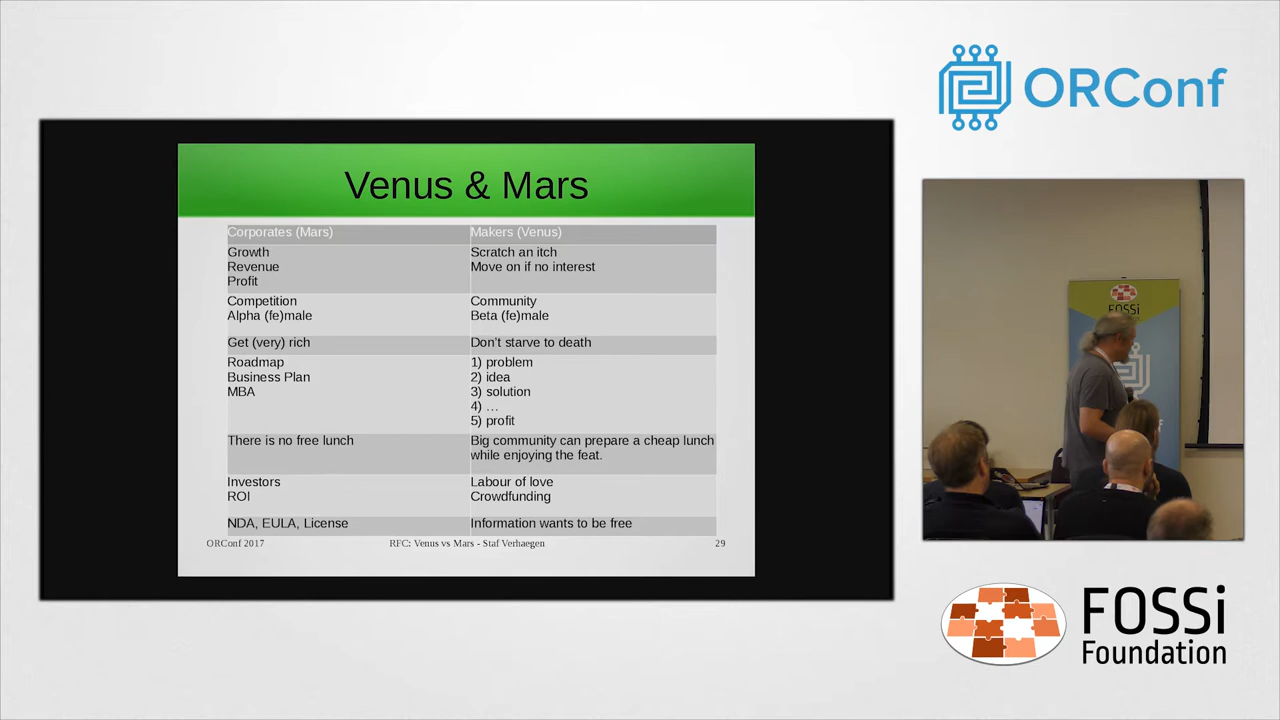 ORConf
Venus & Mars
Corporates (Mars)
Makers (Venus)
Growth
Revenue
Profit
Scratch an itch
Move on if no interest
Competition
Alpha (fe)male
Community
Beta (fe)male
Get (very) rich
Don't starve to death
Roadmap
Business Plan
MBA
1) problem
2) idea
3) solution
4) …
5) profit
There is no free lunch
Big community can prepare a cheap lunch
while enjoying the feat.
Investors
ROI
Labour of love
Crowdfunding
NDA, EULA, License
Information wants to be free
ORConf 2017
RFC: Venus vs Mars - Staf Verhaegen
29
FOSSi
FOSSi
Foundation